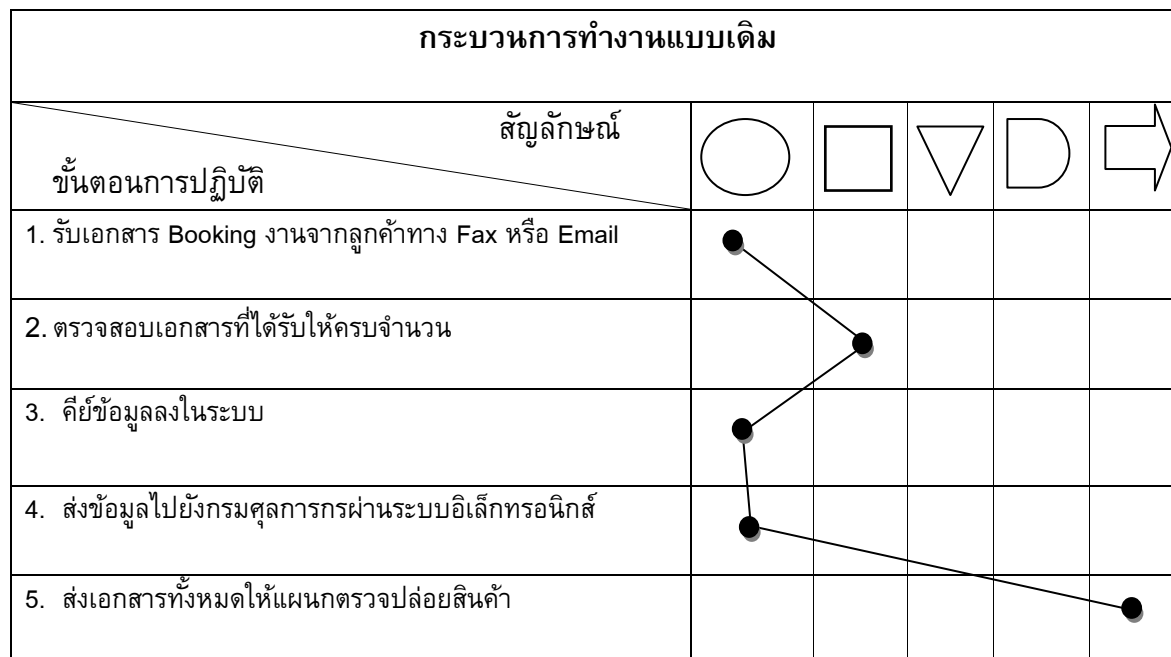 กระบวนการทำงานแบบเดิม
สัญลักษณ์
ขั้นตอนการปฏิบัติ
1. รับเอกสาร Booking งานจากลูกค้าทาง Fax หรือ Email
2. ตรวจสอบเอกสารที่ได้รับให้ครบจำนวน
3. คีย์ข้อมูลลงในระบบ
4. ส่งข้อมูลไปยังกรมศุลการกรผ่านระบบอิเล็กทรอนิกส์
5. ส่งเอกสารทั้งหมดให้แผนกตรวจปล่อยสินค้า